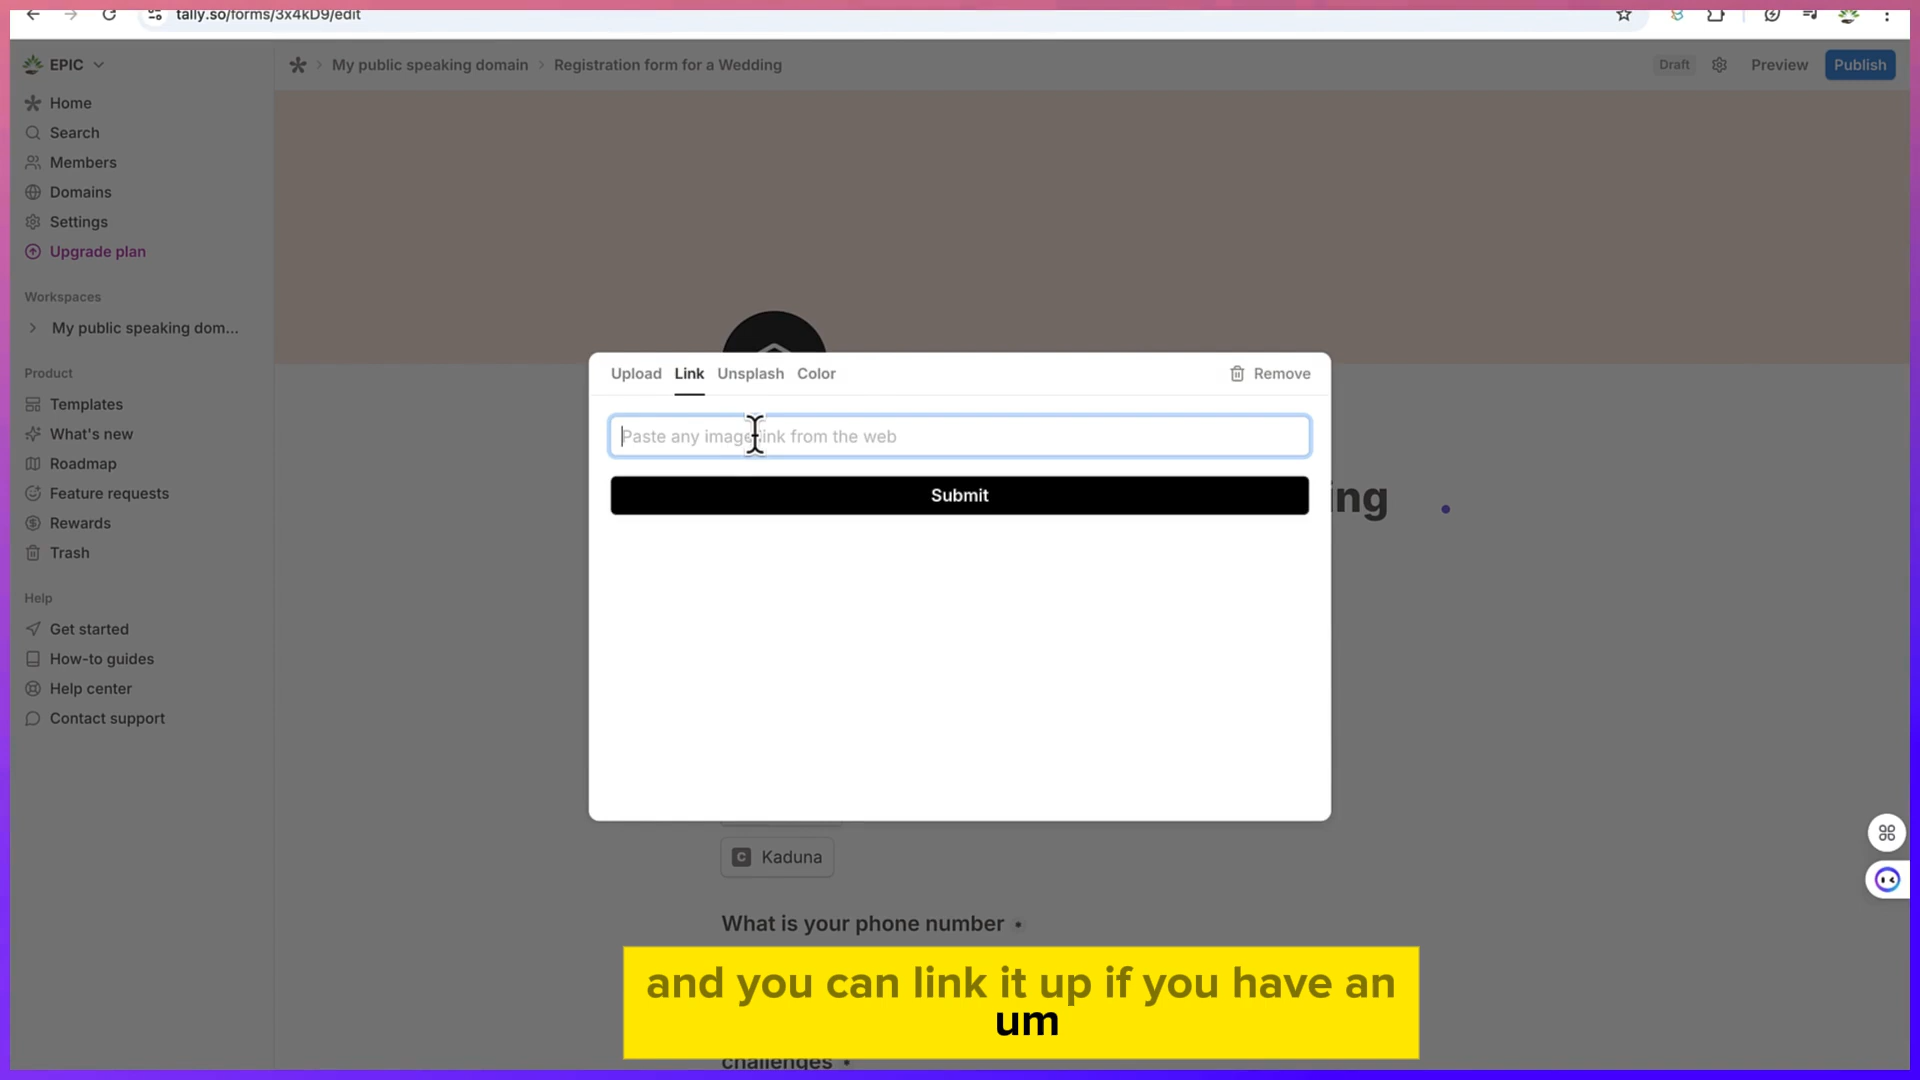 tally.so/forms/3x4kD9/edit
EPIC
My public speaking domain
Registration form for a Wedding
Draft
Preview
Publish
Home
Search
Members
Domains
Settings
Upgrade plan
Workspaces
My public speaking dom...
Product
Templates
What's new
Roadmap
Feature requests
Rewards
Trash
Help
Get started
How-to guides
Help center
Contact support
Upload
Link
Unsplash
Color
Remove
Paste any image link from the web
Submit
ing
C Kaduna
What is your phone number
and you can link it up if you have an
um
challenges